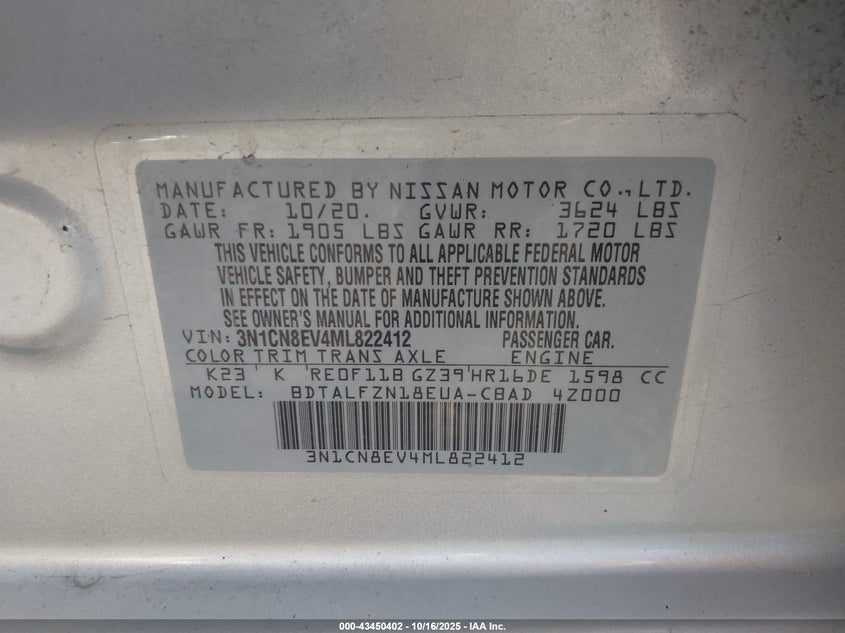 MANUFACTURED BY NISSAN MOTOR CO., LTD.
DATE: 10/20. GVWR: 3624 LBS
GAWR FR: 1905 LBS GAWR RR: 1720 LBS
THIS VEHICLE CONFORMS TO ALL APPLICABLE FEDERAL MOTOR
VEHICLE SAFETY, BUMPER AND THEFT PREVENTION STANDARDS
IN EFFECT ON THE DATE OF MANUFACTURE SHOWN ABOVE.
SEE OWNER'S MANUAL FOR ADDITIONAL INFORMATION.
VIN: 3N1CN8EV4ML822412 PASSENGER CAR.
COLOR TRIM TRANS AXLE ENGINE
K23 K RE0F11B GZ39 HR16DE 1598 CC
MODEL: BDTALFZN18EUA-CBAD 4Z000
3N1CN8EV4ML822412
000-43450402 - 10/16/2025 - IAA Inc.